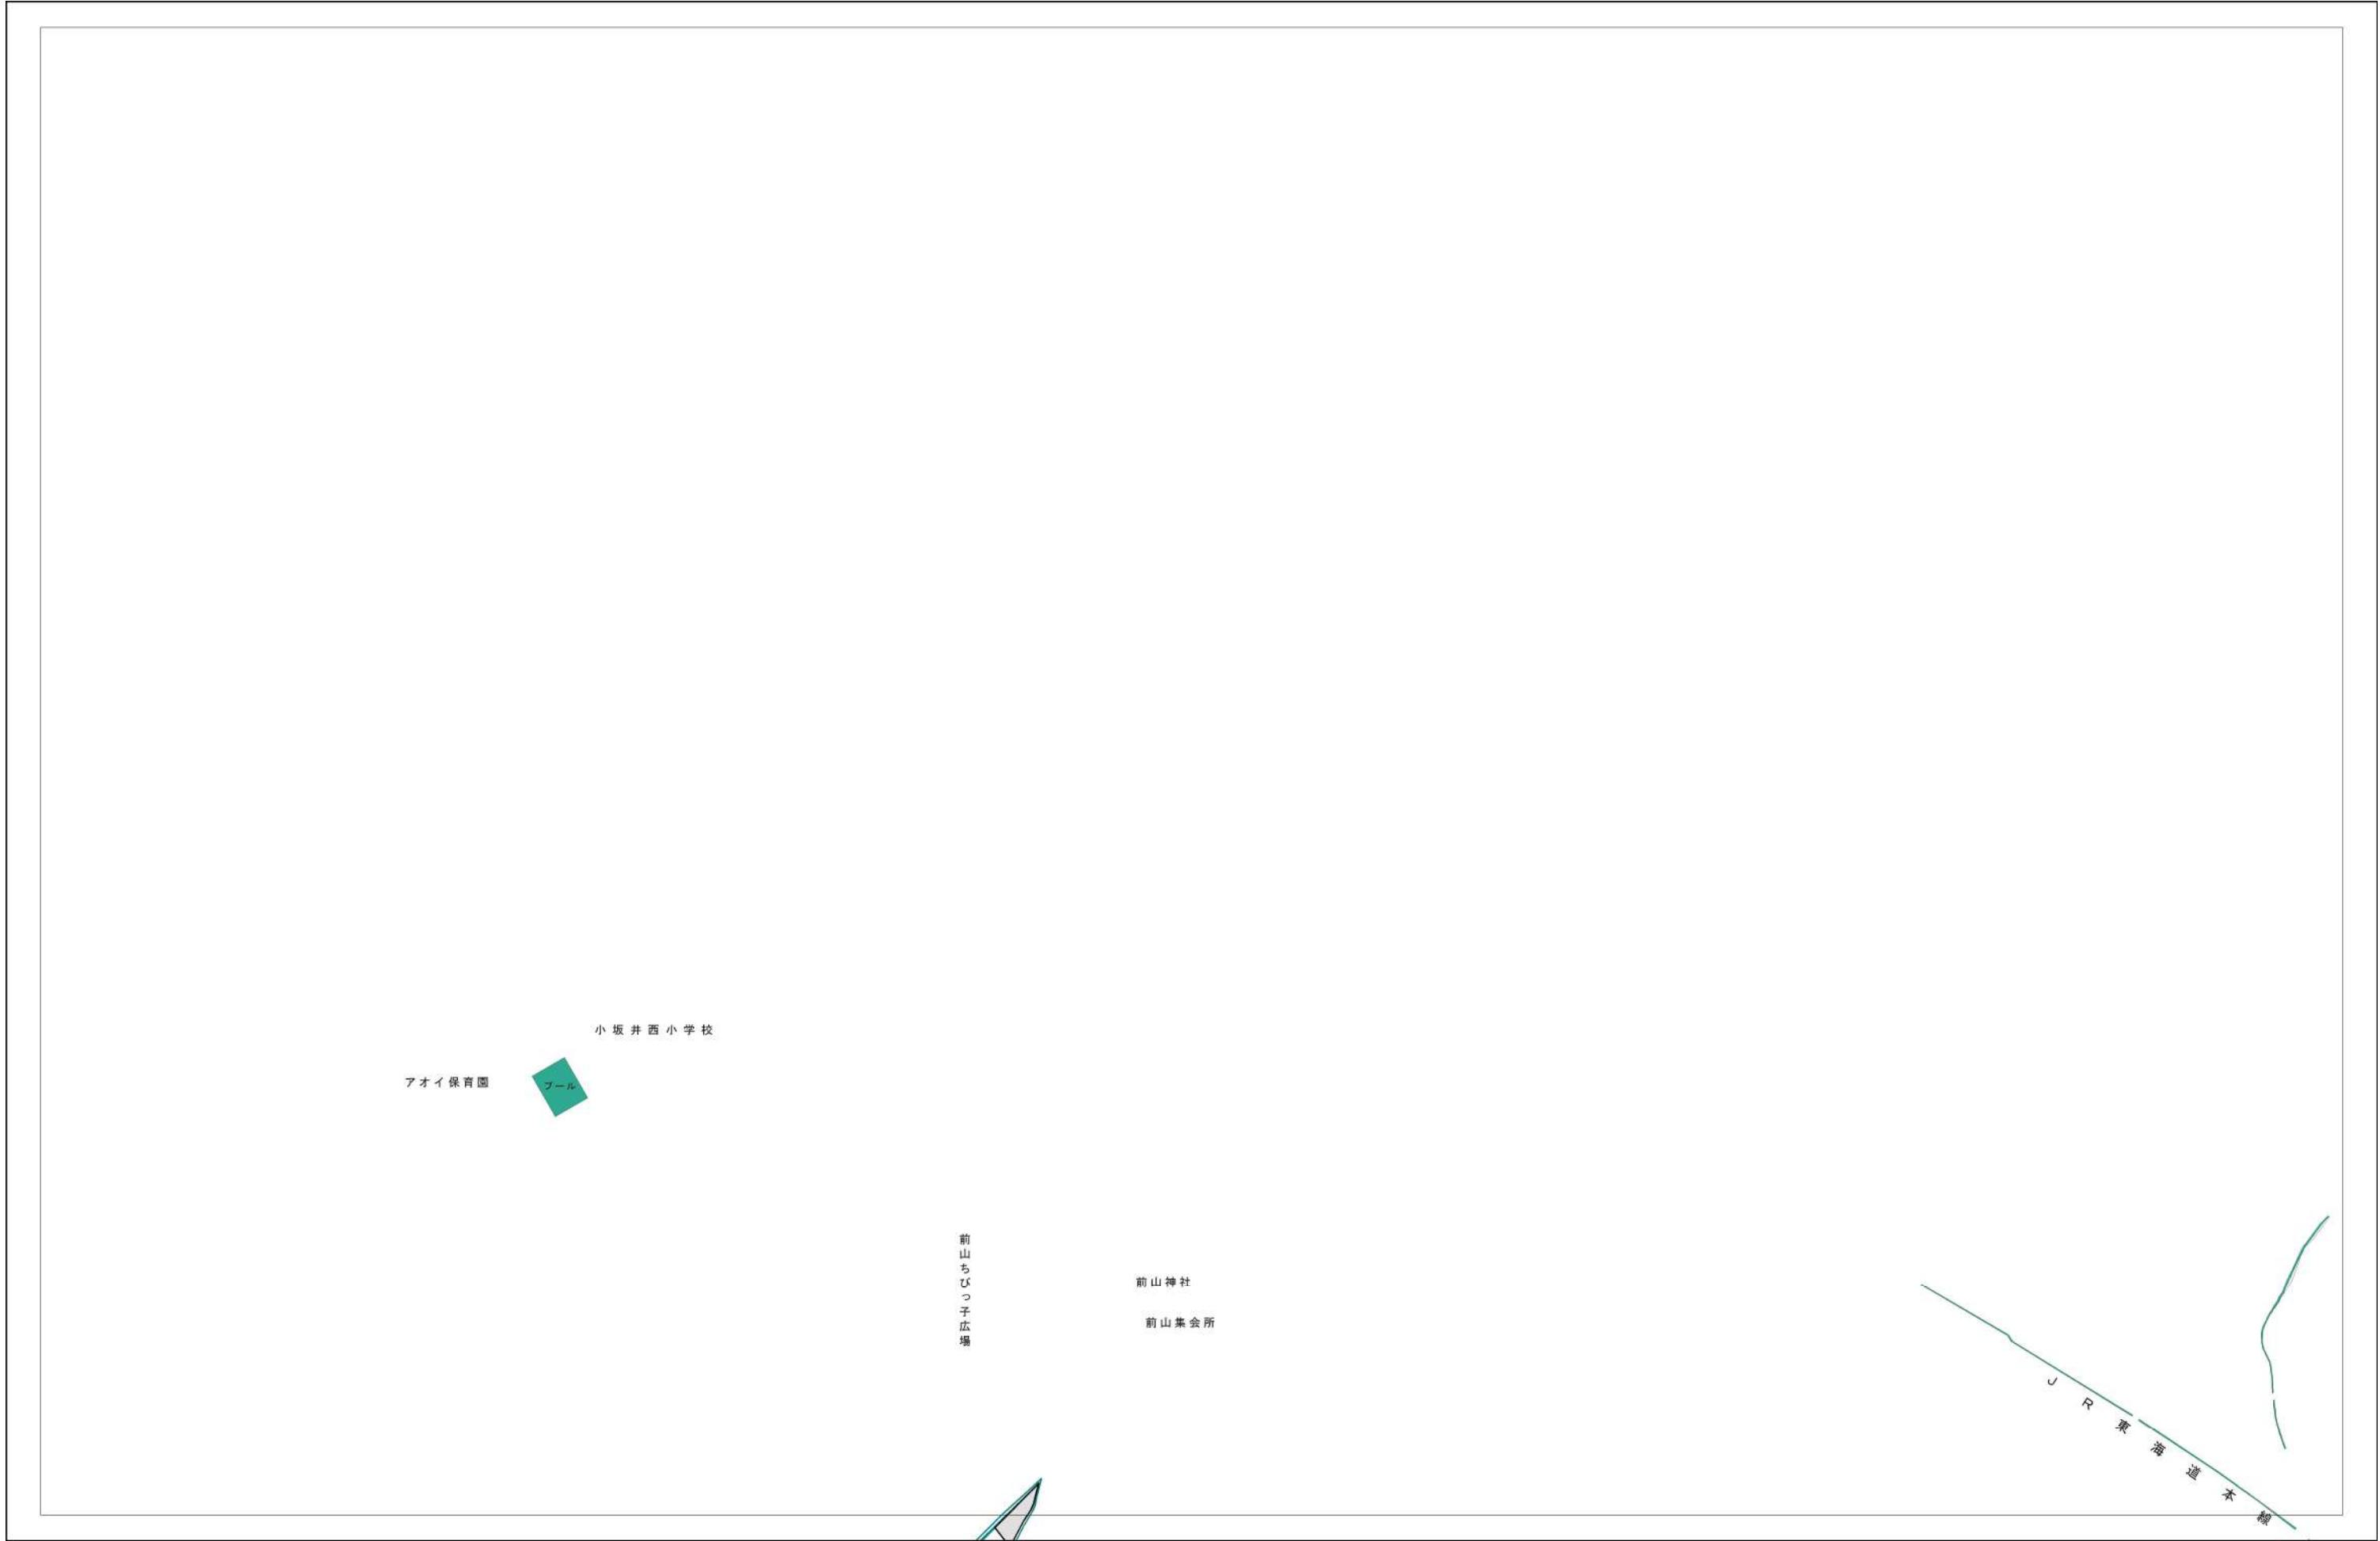 小坂井西小学校
アオイ保育園
プール
前山ちびっ子広場
前山神社
前山集会所
JR東海道本線